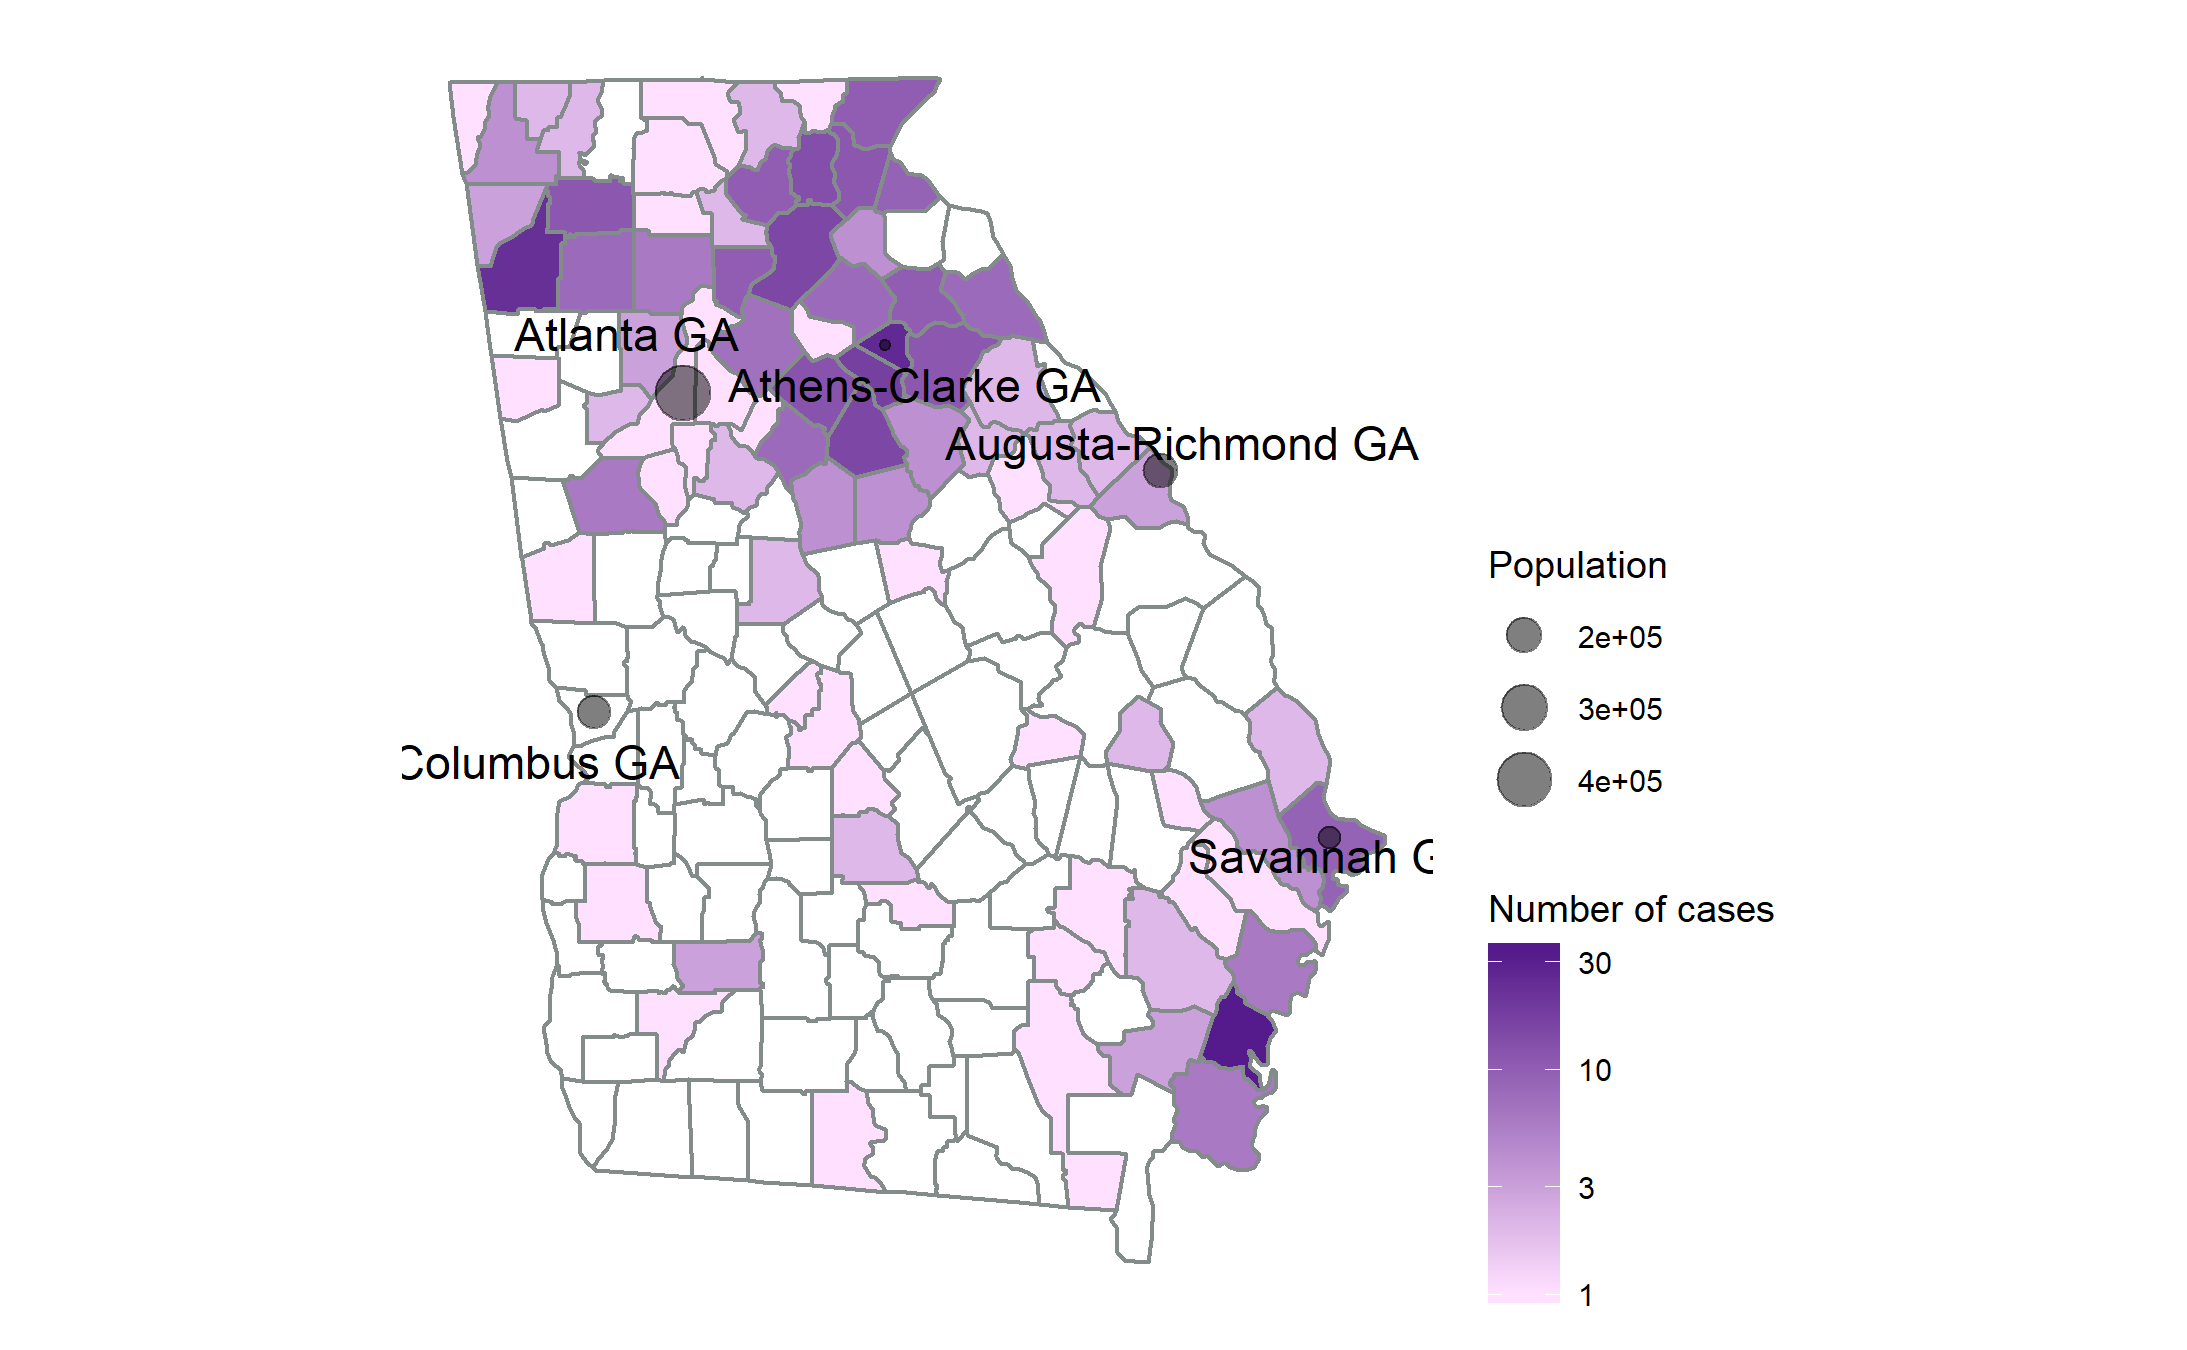 Atlanta GA
Athens-Clarke GA
Augusta-Richmond GA
Columbus GA
Savannah G
Population
2e+05
3e+05
4e+05
Number of cases
30
10
3
1